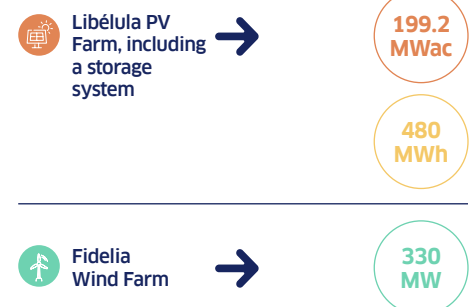 Libélula PV
Farm, including
a storage
system
199.2
MWac
480
MWh
Fidelia
Wind Farm
330
MW